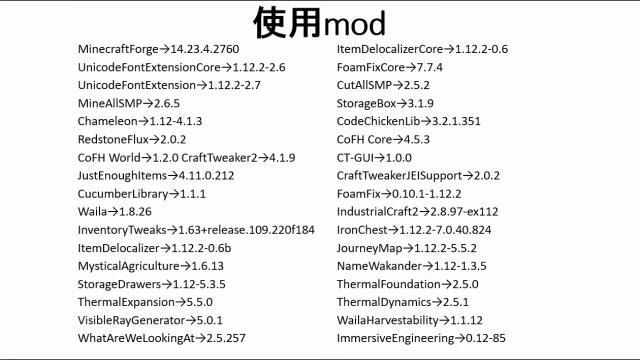 使用mod
MinecraftForge→14.23.4.2760
UnicodeFontExtensionCore→1.12.2-2.6
UnicodeFontExtension→1.12.2-2.7
MineAllSMP→2.6.5
Chameleon→1.12-4.1.3
RedstoneFlux→2.0.2
CoFH World→1.2.0 CraftTweaker2→4.1.9
JustEnoughItems→4.11.0.212
CucumberLibrary→1.1.1
Waila→1.8.26
InventoryTweaks→1.63+release.109.220f184
ItemDelocalizer→1.12.2-0.6b
MysticalAgriculture→1.6.13
StorageDrawers→1.12-5.3.5
ThermalExpansion→5.5.0
VisibleRayGenerator→5.0.1
WhatAreWeLookingAt→2.5.257
ItemDelocalizerCore→1.12.2-0.6
FoamFixCore→7.7.4
CutAllSMP→2.5.2
StorageBox→3.1.9
CodeChickenLib→3.2.1.351
CoFH Core→4.5.3
CT-GUI→1.0.0
CraftTweakerJEISupport→2.0.2
FoamFix→0.10.1-1.12.2
IndustrialCraft2→2.8.97-ex112
IronChest→1.12.2-7.0.40.824
JourneyMap→1.12.2-5.5.2
NameWakander→1.12-1.3.5
ThermalFoundation→2.5.0
ThermalDynamics→2.5.1
WailaHarvestability→1.1.12
ImmersiveEngineering→0.12-85